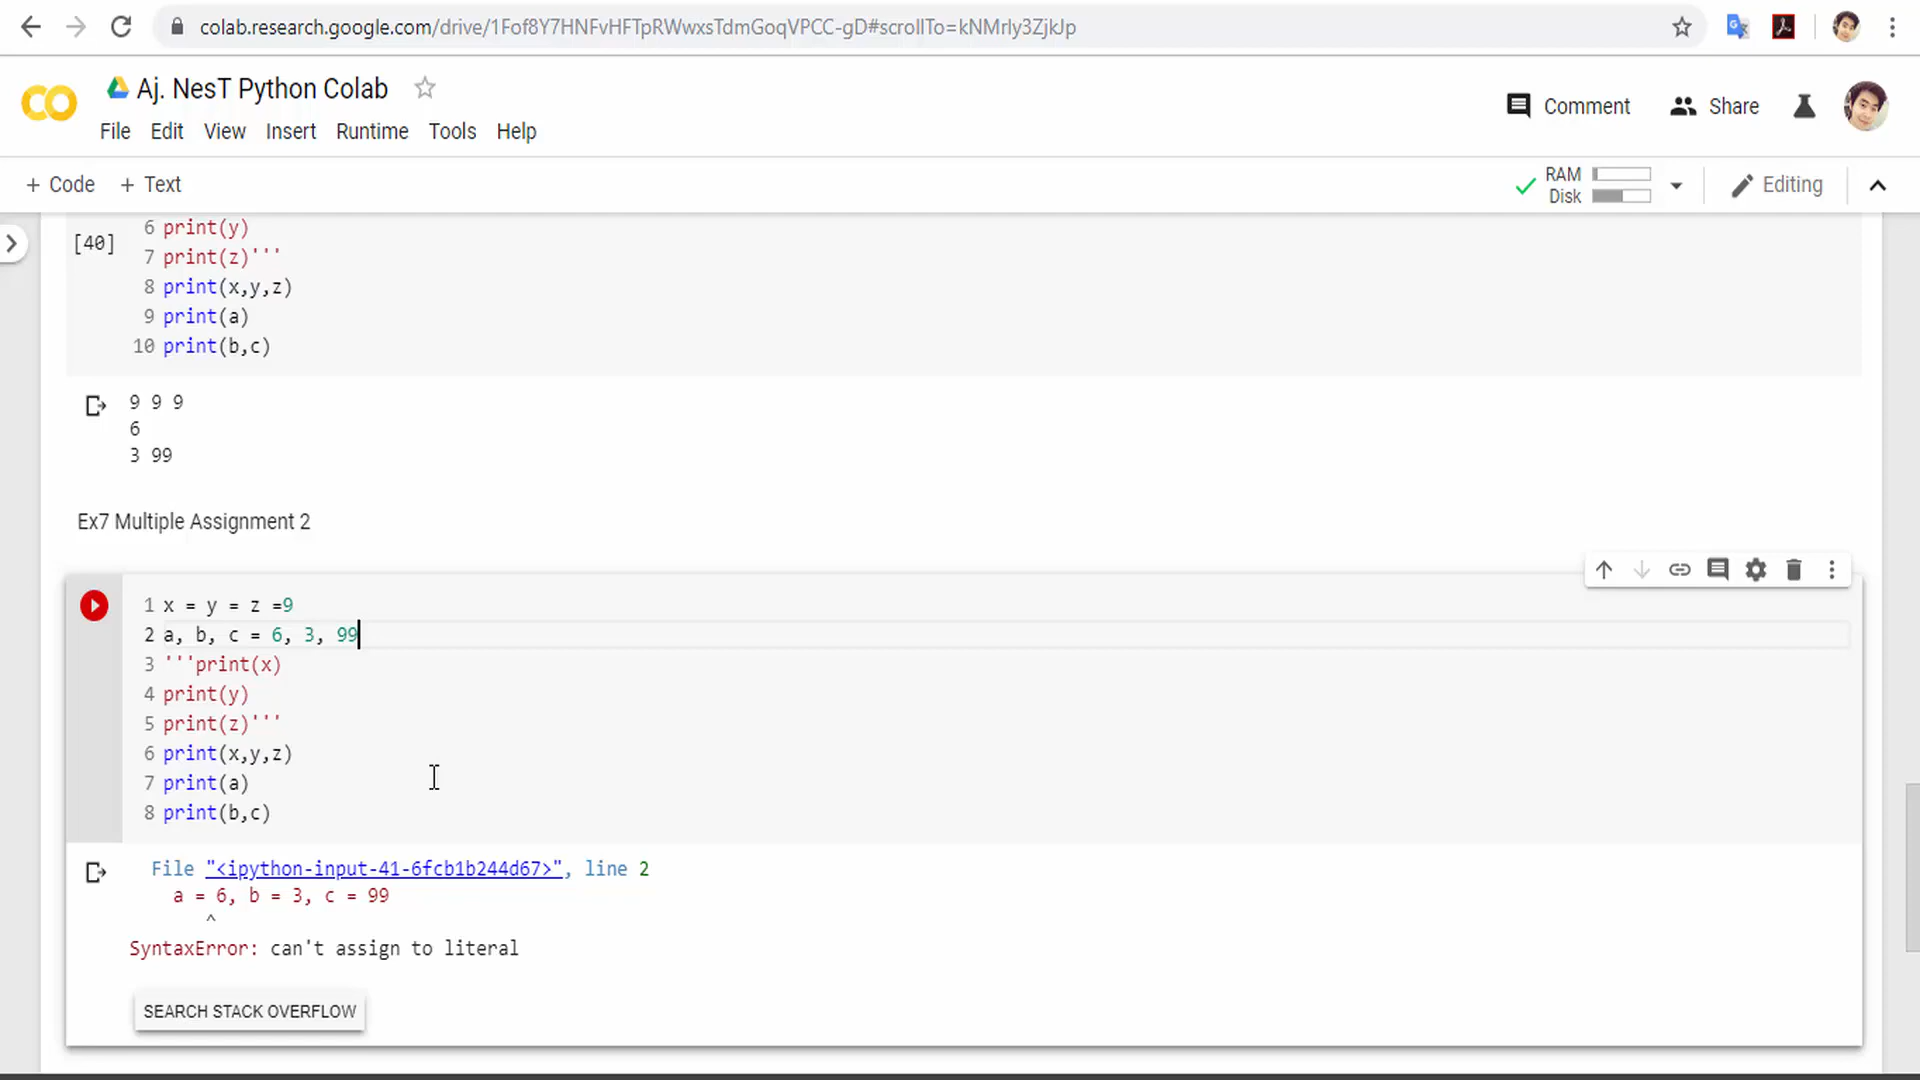 colab.research.google.com/drive/1Fof8Y7HNFvHFTpRWwxsTdmGoqVPCC-gD#scrollTo=kNMrly3ZjkJp
Aj. NesT Python Colab
Comment
Share
File Edit View Insert Runtime Tools Help
+ Code + Text
RAM
Disk
Editing
[40]
6 print(y)
7 print(z)'''
8 print(x,y,z)
9 print(a)
10 print(b,c)
9 9 9
6
3 99
Ex7 Multiple Assignment 2
1 x = y = z =9
2 a, b, c = 6, 3, 99
3 '''print(x)
4 print(y)
5 print(z)'''
6 print(x,y,z)
7 print(a)
8 print(b,c)
File "<ipython-input-41-6fcb1b244d67>", line 2
a = 6, b = 3, c = 99
^
SyntaxError: can't assign to literal
SEARCH STACK OVERFLOW